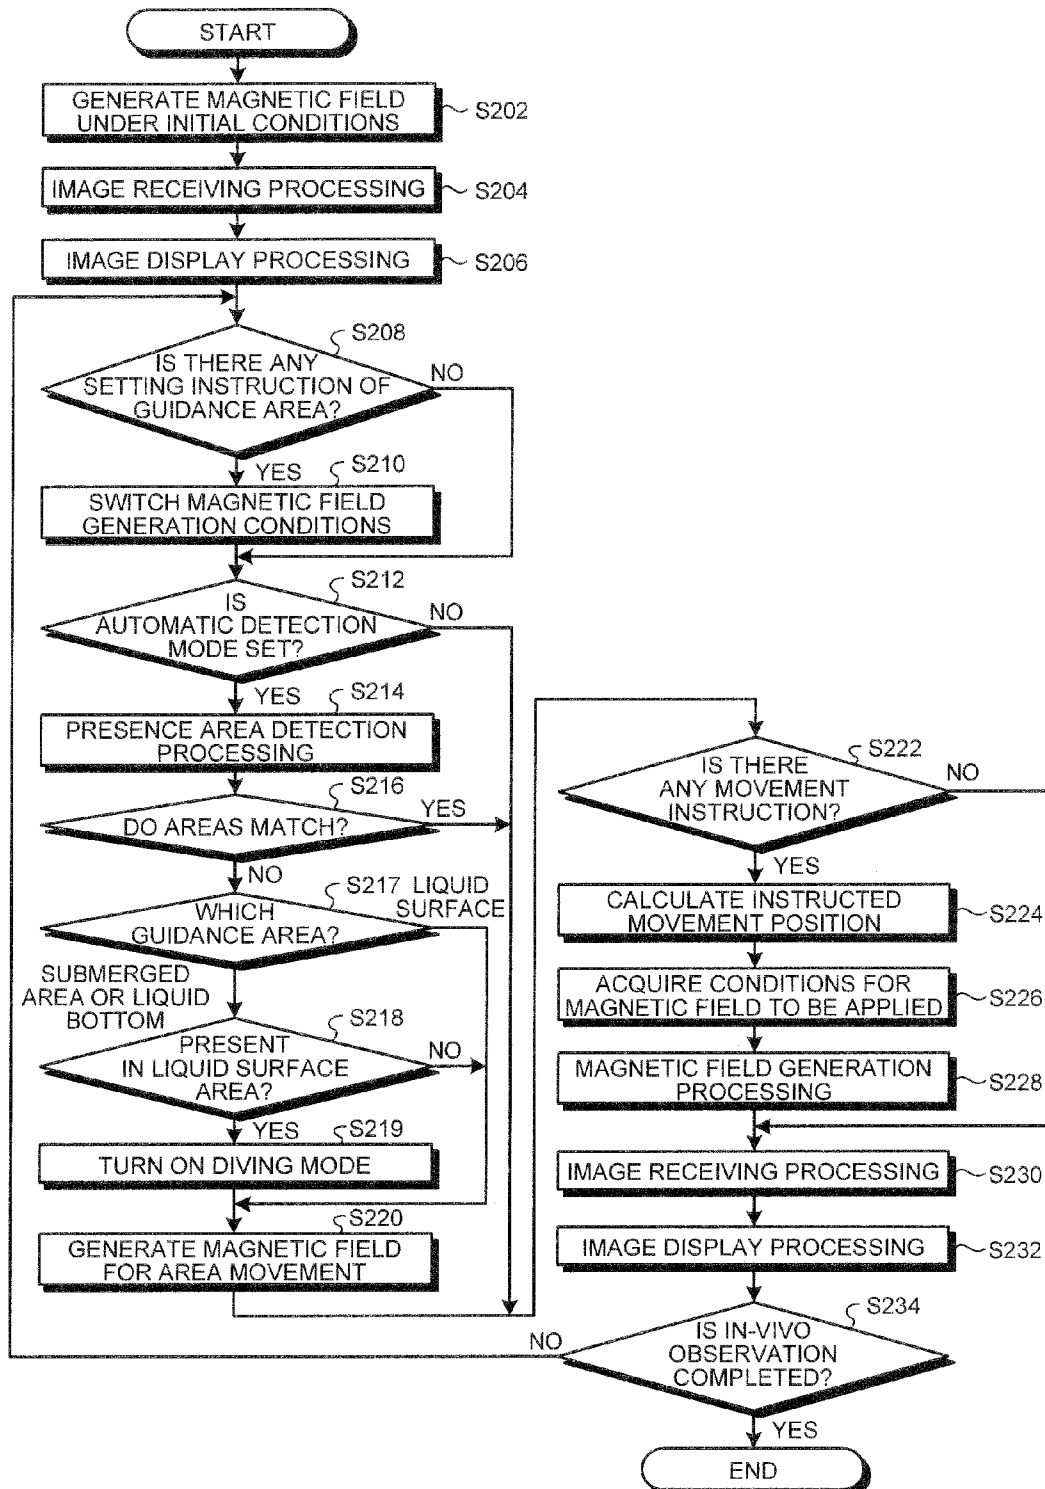 START
GENERATE MAGNETIC FIELD
UNDER INITIAL CONDITIONS
S202
IMAGE RECEIVING PROCESSING
S204
IMAGE DISPLAY PROCESSING
S206
S208
IS THERE ANY
SETTING INSTRUCTION OF
GUIDANCE AREA?
NO
YES
S210
SWITCH MAGNETIC FIELD
GENERATION CONDITIONS
S212
IS
AUTOMATIC DETECTION
MODE SET?
NO
YES
S214
PRESENCE AREA DETECTION
PROCESSING
S216
DO AREAS MATCH?
YES
NO
S217
LIQUID
SURFACE
WHICH
GUIDANCE AREA?
SUBMERGED
AREA OR LIQUID
BOTTOM
S218
PRESENT
IN LIQUID SURFACE
AREA?
NO
YES
S219
TURN ON DIVING MODE
S220
GENERATE MAGNETIC FIELD
FOR AREA MOVEMENT
S222
IS THERE
ANY MOVEMENT
INSTRUCTION?
NO
YES
CALCULATE INSTRUCTED
MOVEMENT POSITION
S224
ACQUIRE CONDITIONS FOR
MAGNETIC FIELD TO BE APPLIED
S226
MAGNETIC FIELD GENERATION
PROCESSING
S228
IMAGE RECEIVING PROCESSING
S230
IMAGE DISPLAY PROCESSING
S232
S234
IS IN-VIVO
OBSERVATION
COMPLETED?
NO
YES
END